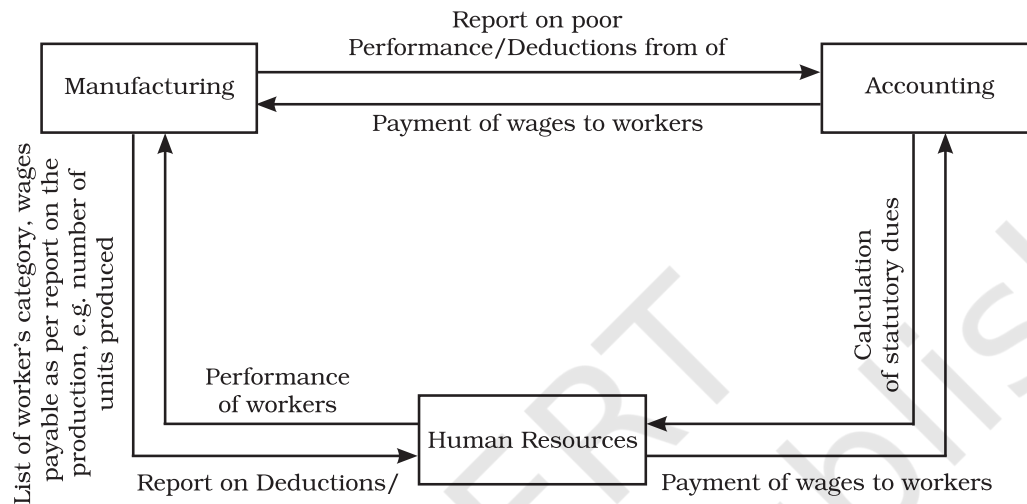 Report on poor
Performance/Deductions from of
Manufacturing
Accounting
Payment of wages to workers
List of worker's category, wages
payable as per report on the
production, e.g. number of
units produced
Calculation
of statutory dues
Performance
of workers
Human Resources
Report on Deductions/
Payment of wages to workers